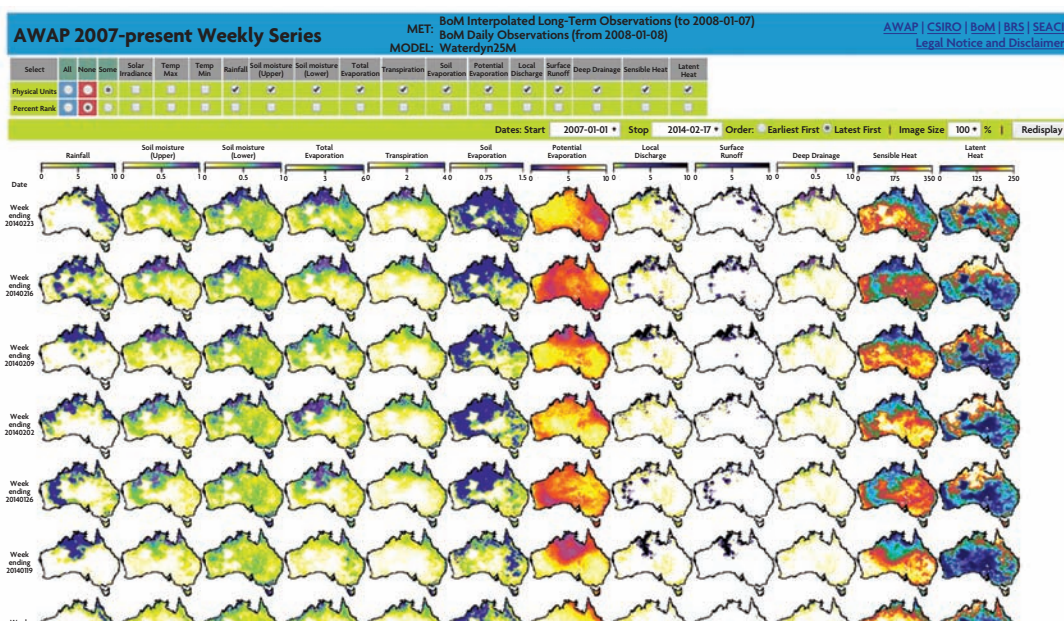 AWAP 2007-present Weekly Series
MET: BoM Interpolated Long-Term Observations (to 2008-01-07)
BoM Daily Observations (from 2008-01-08)
MODEL: Waterdyn25M
AWAP | CSIRO | BoM | BRS | SEACI
Legal Notice and Disclaimer
Select All None Some Solar Irradiance Temp Max Temp Min Rainfall Soil moisture (Upper) Soil moisture (Lower) Total Evaporation Transpiration Soil Evaporation Potential Evaporation Local Discharge Surface Runoff Deep Drainage Sensible Heat Latent Heat
Physical Units
Percent Rank
Dates: Start 2007-01-01 Stop 2014-02-17 Order: Earliest First Latest First | Image Size 100 % | Redisplay
Rainfall Soil moisture (Upper) Soil moisture (Lower) Total Evaporation Transpiration Soil Evaporation Potential Evaporation Local Discharge Surface Runoff Deep Drainage Sensible Heat Latent Heat
0 5 10 0 0.5 1 0 0.5 1 0 3 6 0 2 4 0 0.75 1.5 0 5 10 0 5 10 0 5 10 0 0.5 1.0 0 175 350 0 125 250
Date
Week ending 20140223
Week ending 20140216
Week ending 20140209
Week ending 20140202
Week ending 20140126
Week ending 20140119